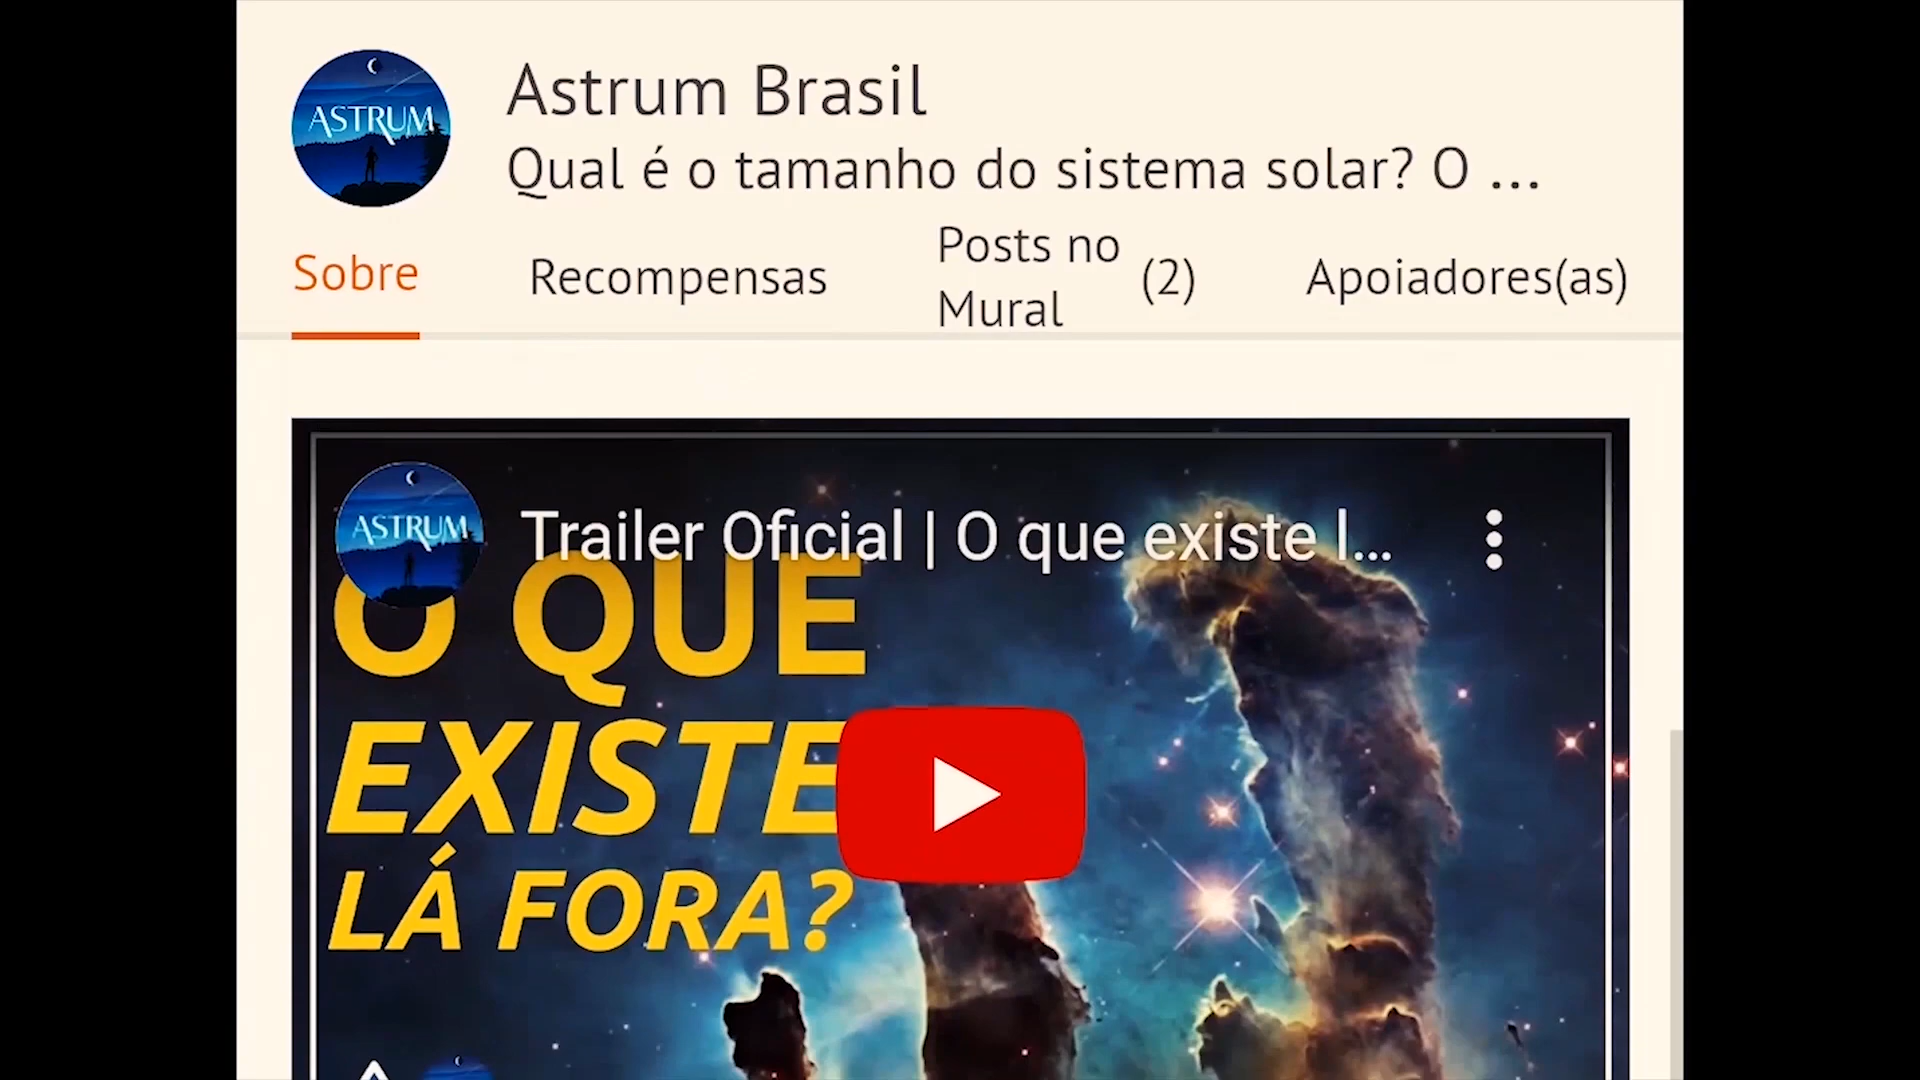 ASTRUM
Astrum Brasil
Qual é o tamanho do sistema solar? O ...
Sobre
Recompensas
Posts no
Mural
(2)
Apoiadores(as)
ASTRUM
Trailer Oficial | O que existe l...
O QUE
EXISTE
LÁ FORA?